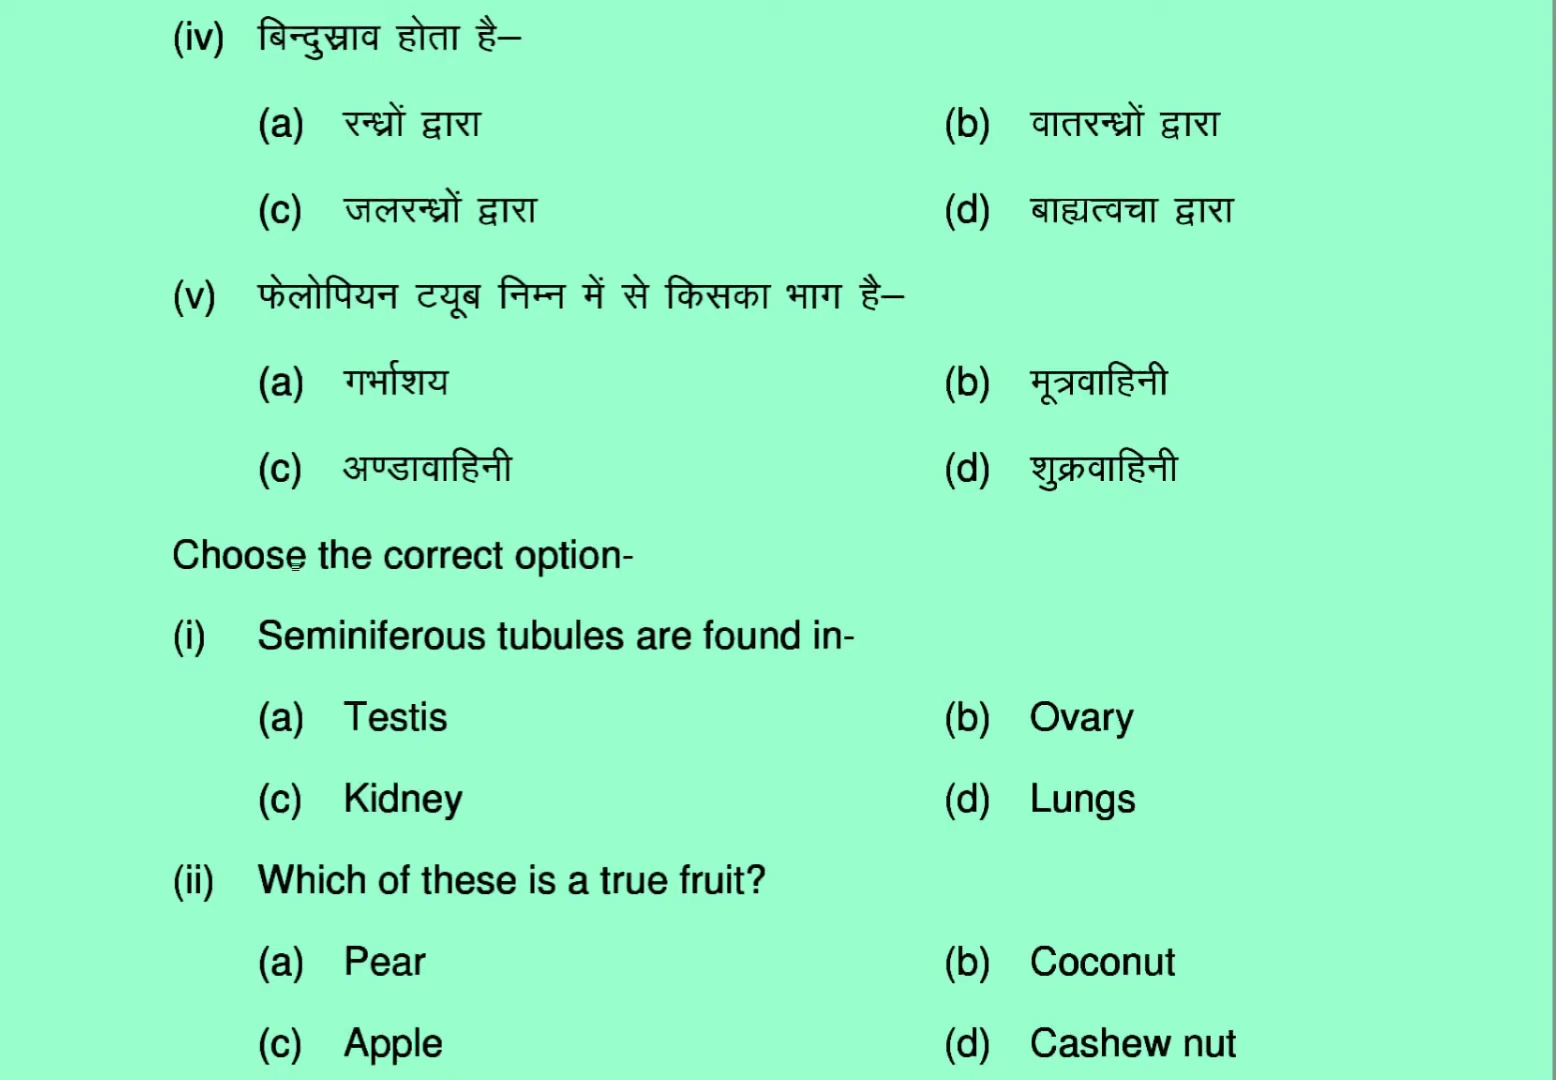 (iv) बिन्दुस्राव होता है–
(a) रन्ध्रों द्वारा (b) वातरन्ध्रों द्वारा
(c) जलरन्ध्रों द्वारा (d) बाह्यत्वचा द्वारा
(v) फेलोपियन टयूब निम्न में से किसका भाग है–
(a) गर्भाशय (b) मूत्रवाहिनी
(c) अण्डावाहिनी (d) शुक्रवाहिनी
Choose the correct option-
(i) Seminiferous tubules are found in-
(a) Testis (b) Ovary
(c) Kidney (d) Lungs
(ii) Which of these is a true fruit?
(a) Pear (b) Coconut
(c) Apple (d) Cashew nut